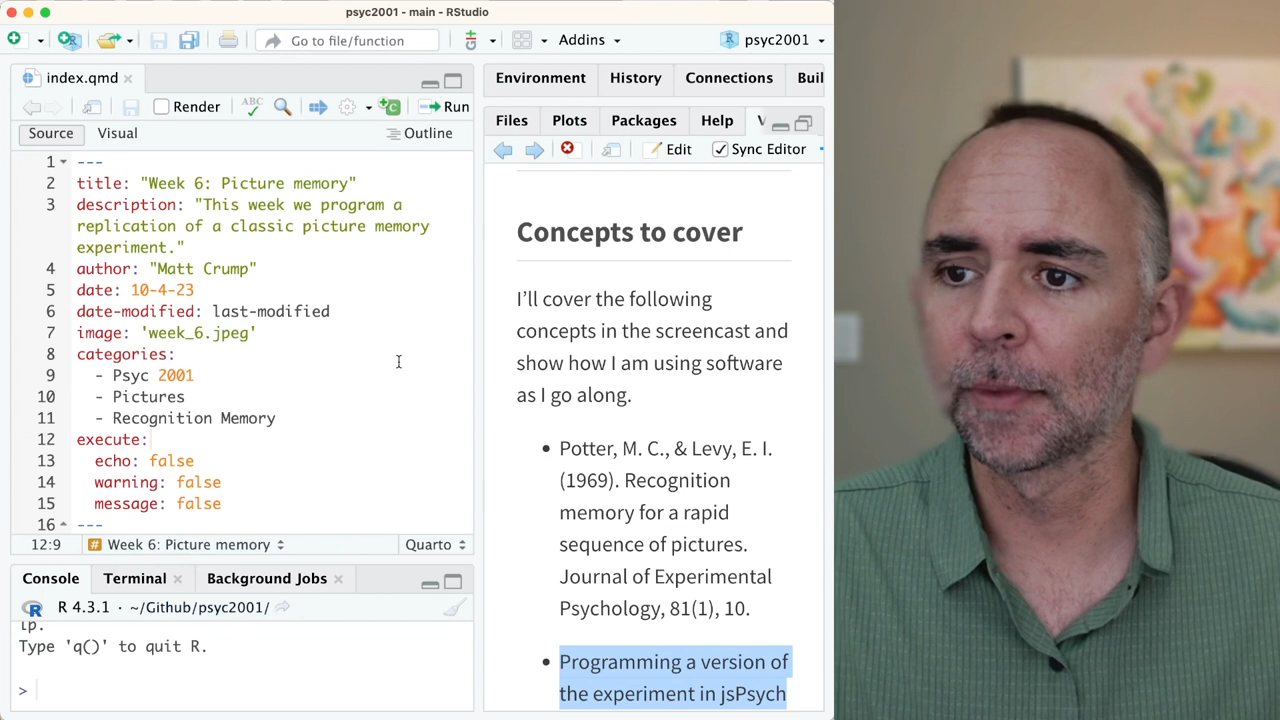 psyc2001 - main - RStudio
Go to file/function
Addins
psyc2001
index.qmd
Render
ABC
Run
Source
Visual
Outline
1 ---
2 title: "Week 6: Picture memory"
3 description: "This week we program a
replication of a classic picture memory
experiment."
4 author: "Matt Crump"
5 date: 10-4-23
6 date-modified: last-modified
7 image: 'week_6.jpeg'
8 categories:
9 - Psyc 2001
10 - Pictures
11 - Recognition Memory
12 execute:
13 echo: false
14 warning: false
15 message: false
16 ---
12:9
# Week 6: Picture memory
Quarto
Console
Terminal
Background Jobs
R 4.3.1 · ~/Github/psyc2001/
lp.
Type 'q()' to quit R.
>
Environment
History
Connections
Buil
Files
Plots
Packages
Help
V
Edit
Sync Editor
Concepts to cover
I’ll cover the following
concepts in the screencast and
show how I am using software
as I go along.
• Potter, M. C., & Levy, E. I.
(1969). Recognition
memory for a rapid
sequence of pictures.
Journal of Experimental
Psychology, 81(1), 10.
• Programming a version of
the experiment in jsPsych